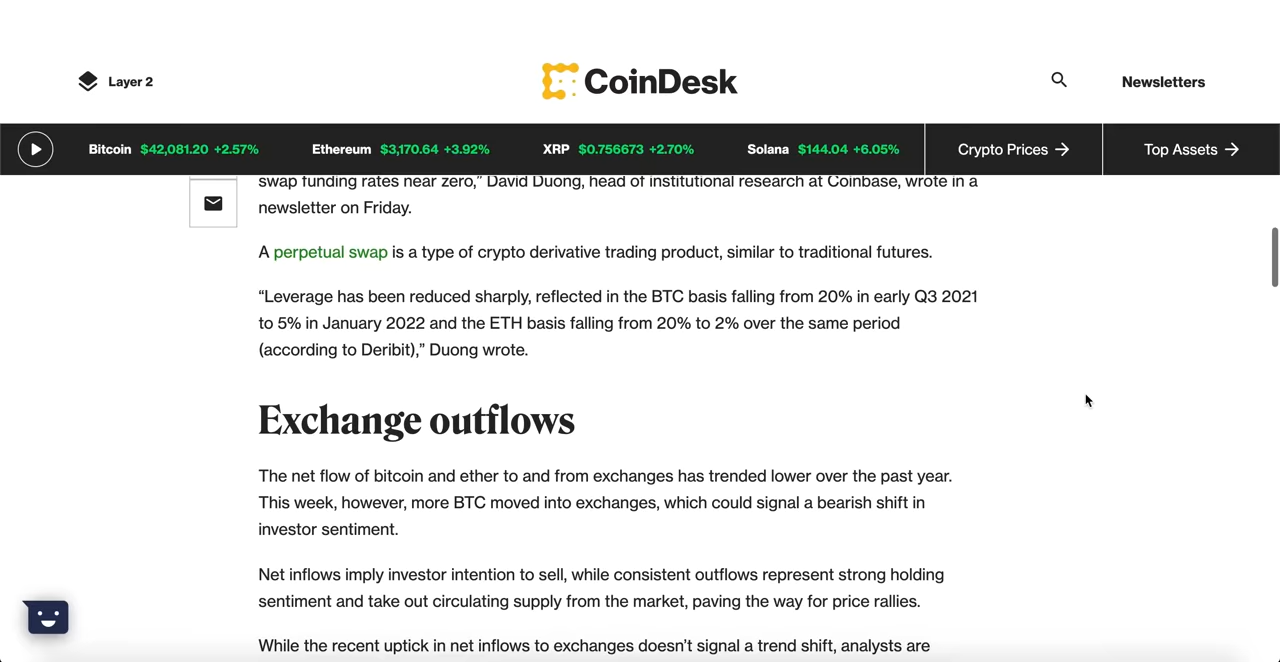 Layer 2
CoinDesk
Newsletters
Bitcoin $42,081.20 +2.57% Ethereum $3,170.64 +3.92% XRP $0.756673 +2.70% Solana $144.04 +6.05% Crypto Prices → Top Assets →
swap funding rates near zero,” David Duong, head of institutional research at Coinbase, wrote in a
newsletter on Friday.
A perpetual swap is a type of crypto derivative trading product, similar to traditional futures.
“Leverage has been reduced sharply, reflected in the BTC basis falling from 20% in early Q3 2021
to 5% in January 2022 and the ETH basis falling from 20% to 2% over the same period
(according to Deribit),” Duong wrote.
Exchange outflows
The net flow of bitcoin and ether to and from exchanges has trended lower over the past year.
This week, however, more BTC moved into exchanges, which could signal a bearish shift in
investor sentiment.
Net inflows imply investor intention to sell, while consistent outflows represent strong holding
sentiment and take out circulating supply from the market, paving the way for price rallies.
While the recent uptick in net inflows to exchanges doesn’t signal a trend shift, analysts are